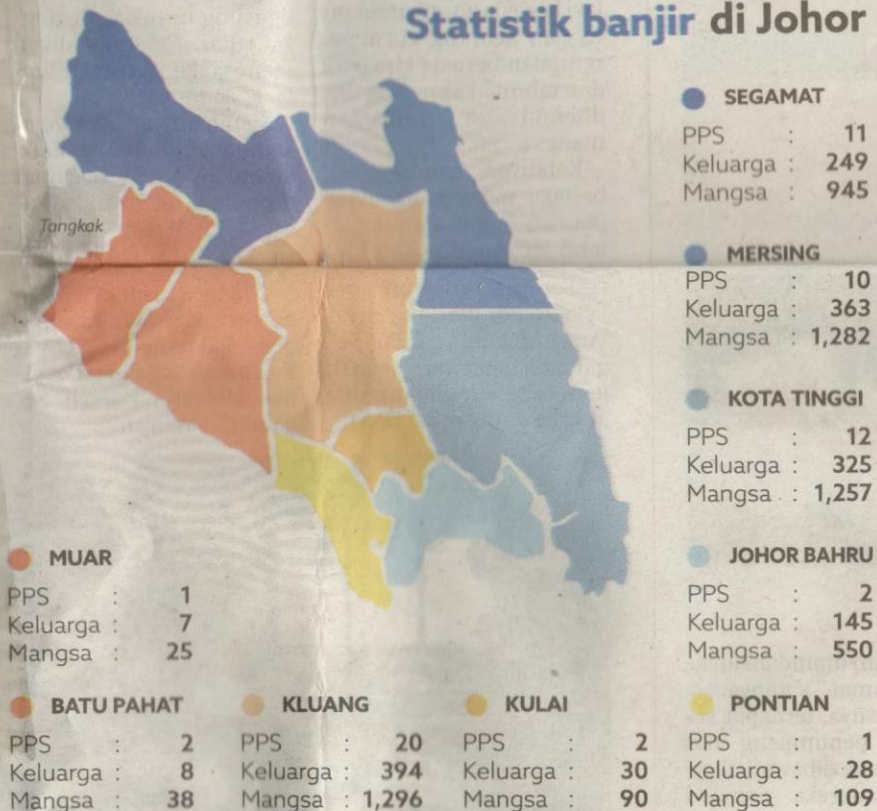 Statistik banjir di Johor
Tangkak
SEGAMAT
PPS : 11
Keluarga : 249
Mangsa : 945
MERSING
PPS : 10
Keluarga : 363
Mangsa : 1,282
KOTA TINGGI
PPS : 12
Keluarga : 325
Mangsa : 1,257
JOHOR BAHRU
PPS : 2
Keluarga : 145
Mangsa : 550
MUAR
PPS : 1
Keluarga : 7
Mangsa : 25
BATU PAHAT
PPS : 2
Keluarga : 8
Mangsa : 38
KLUANG
PPS : 20
Keluarga : 394
Mangsa : 1,296
KULAI
PPS : 2
Keluarga : 30
Mangsa : 90
PONTIAN
PPS : 1
Keluarga : 28
Mangsa : 109